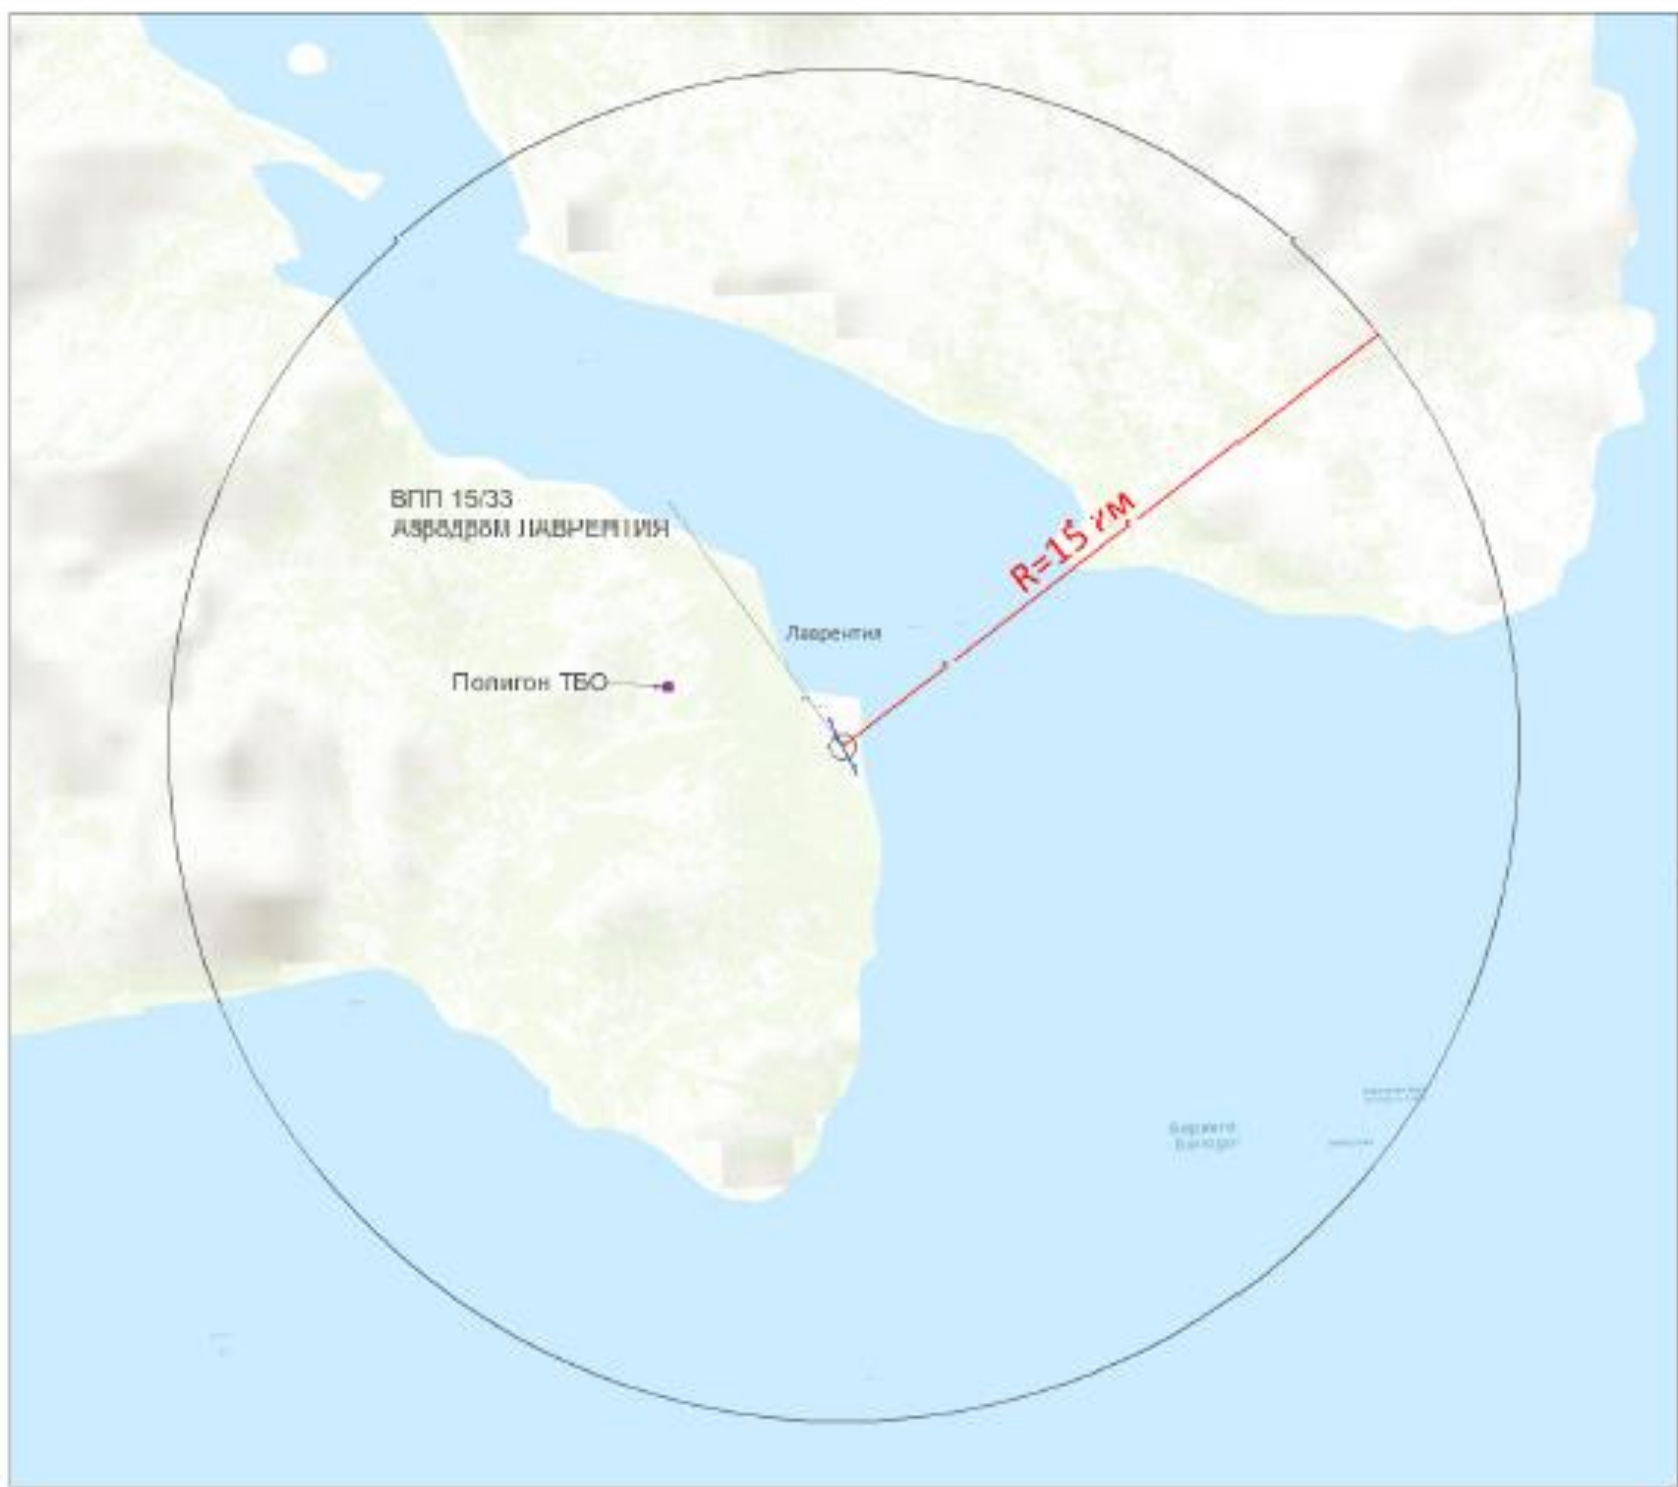 ВПП 15/33
Аэродром ЛАВРЕНТИЯ
R=15 км
Лаврентия
Полигон ТБО